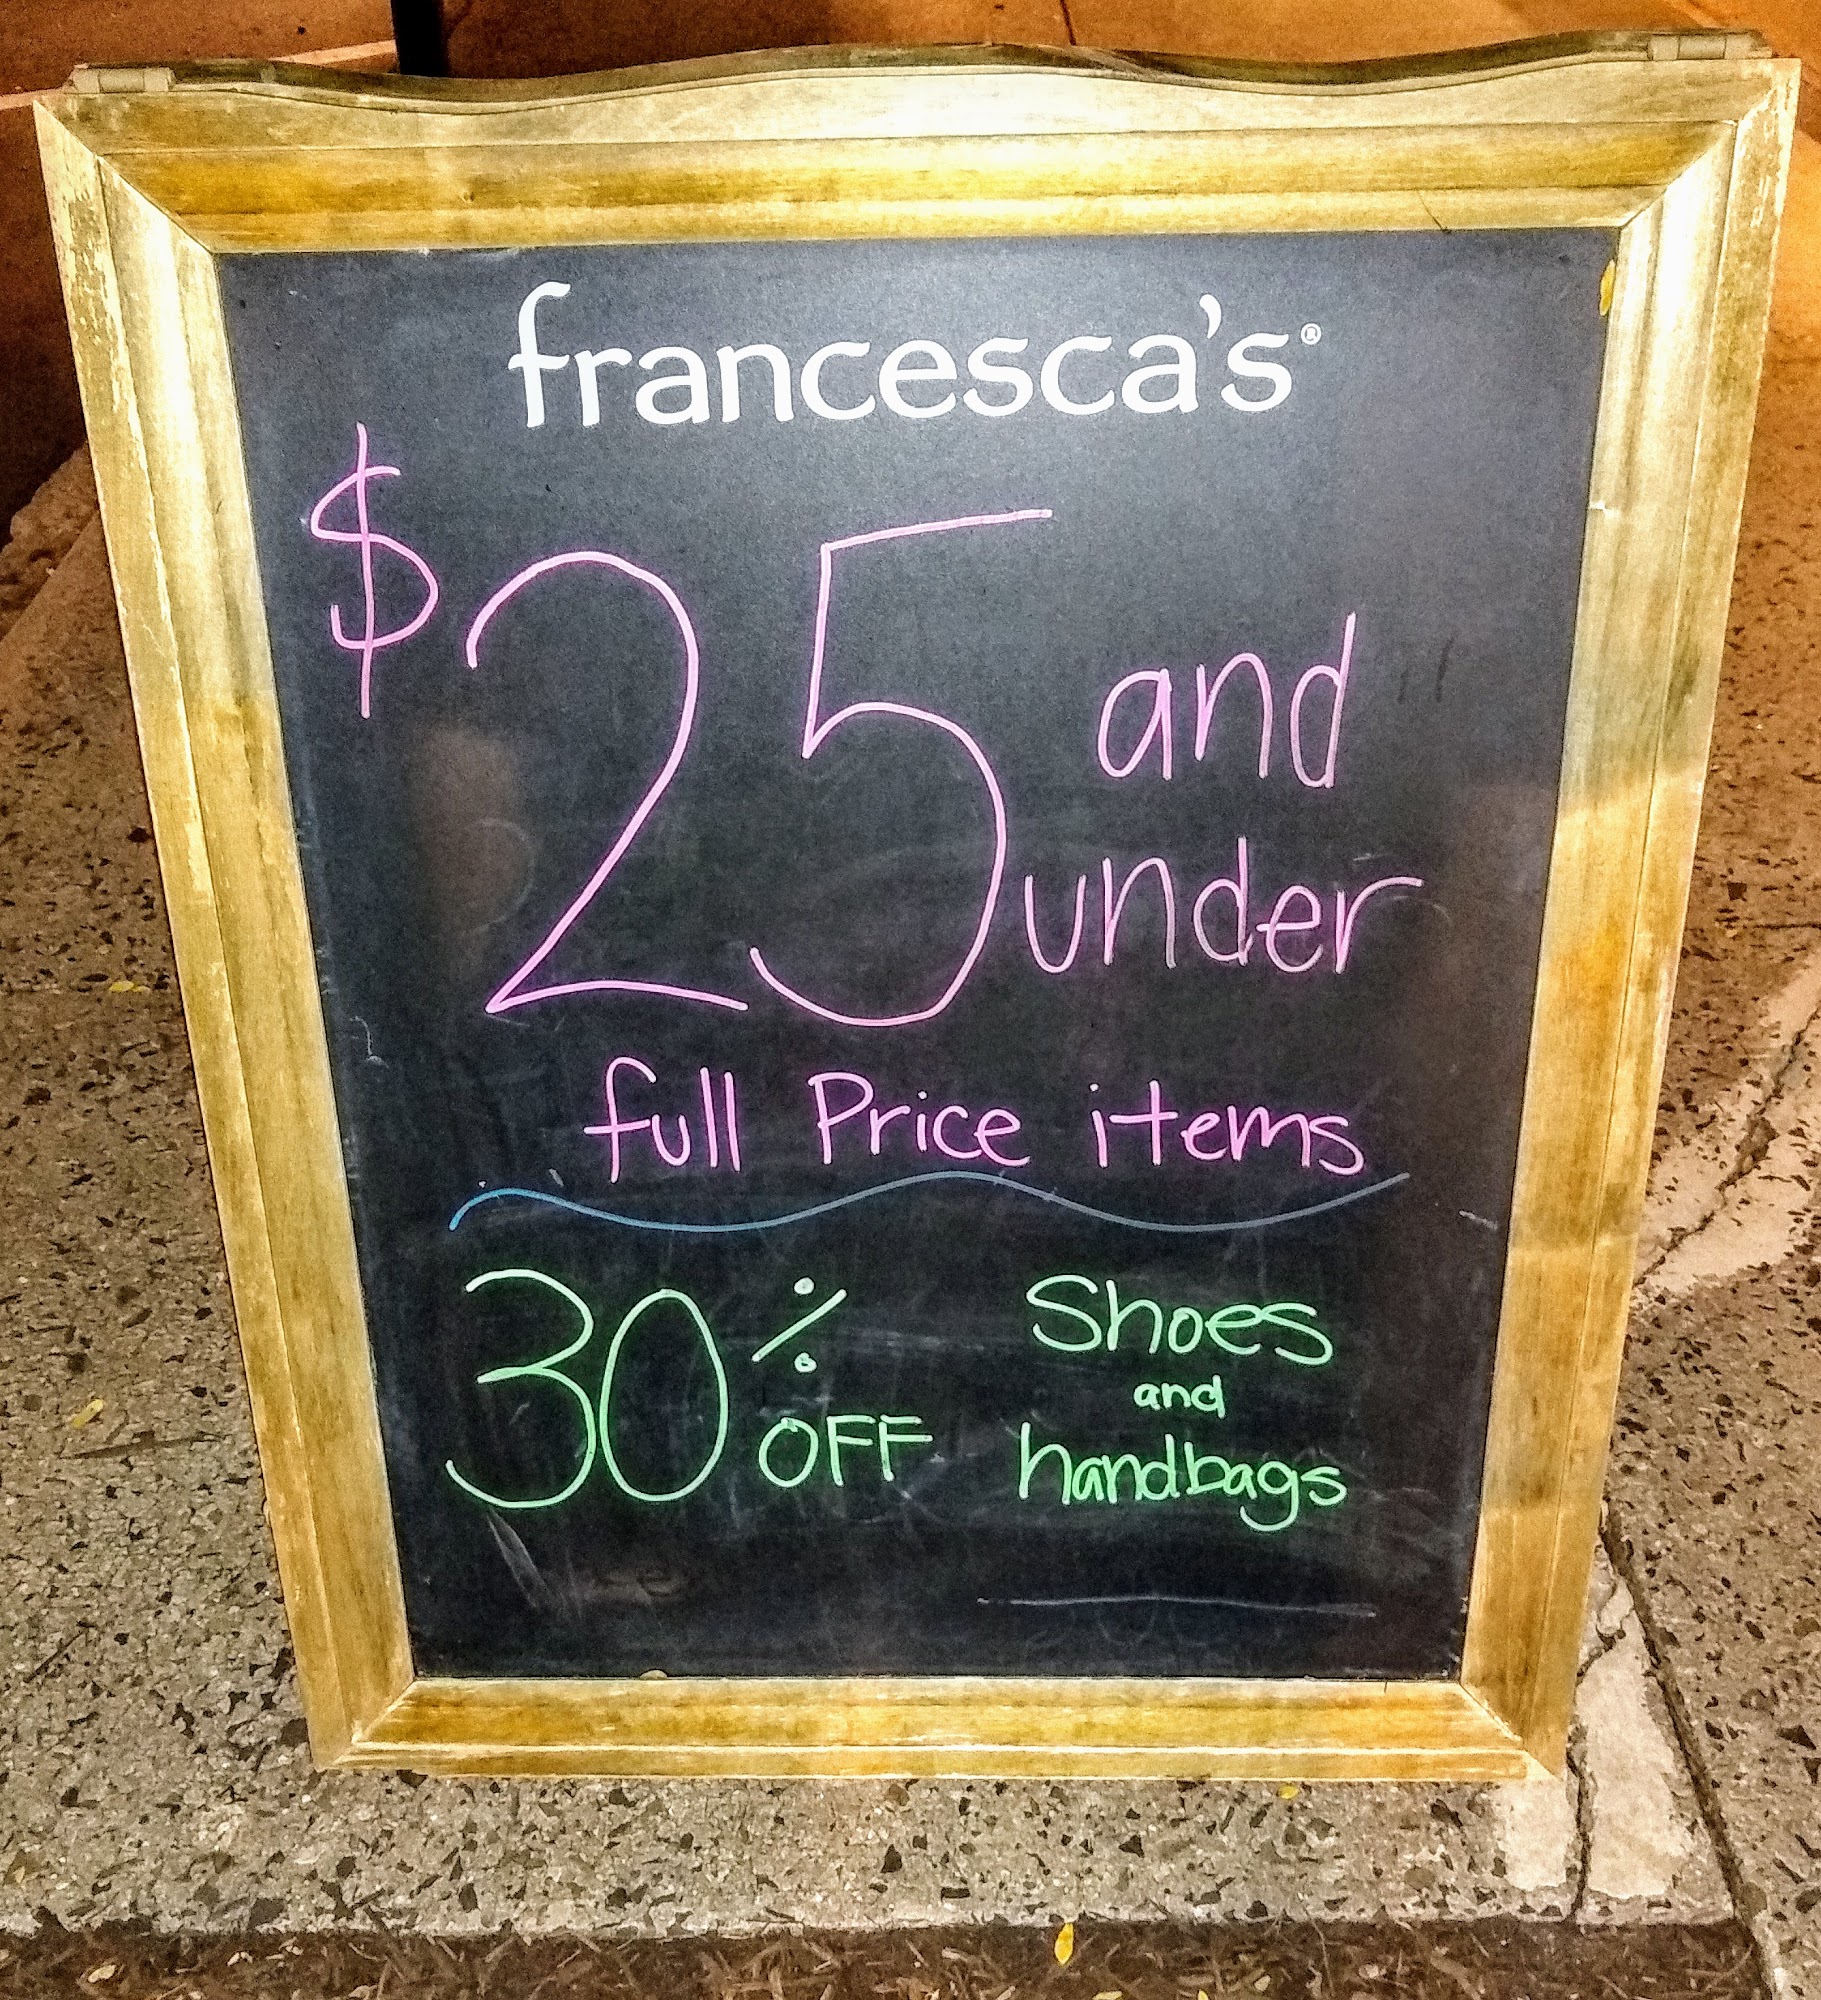 francesca's®
$25 and
under
full Price items
30% OFF Shoes
and
handbags